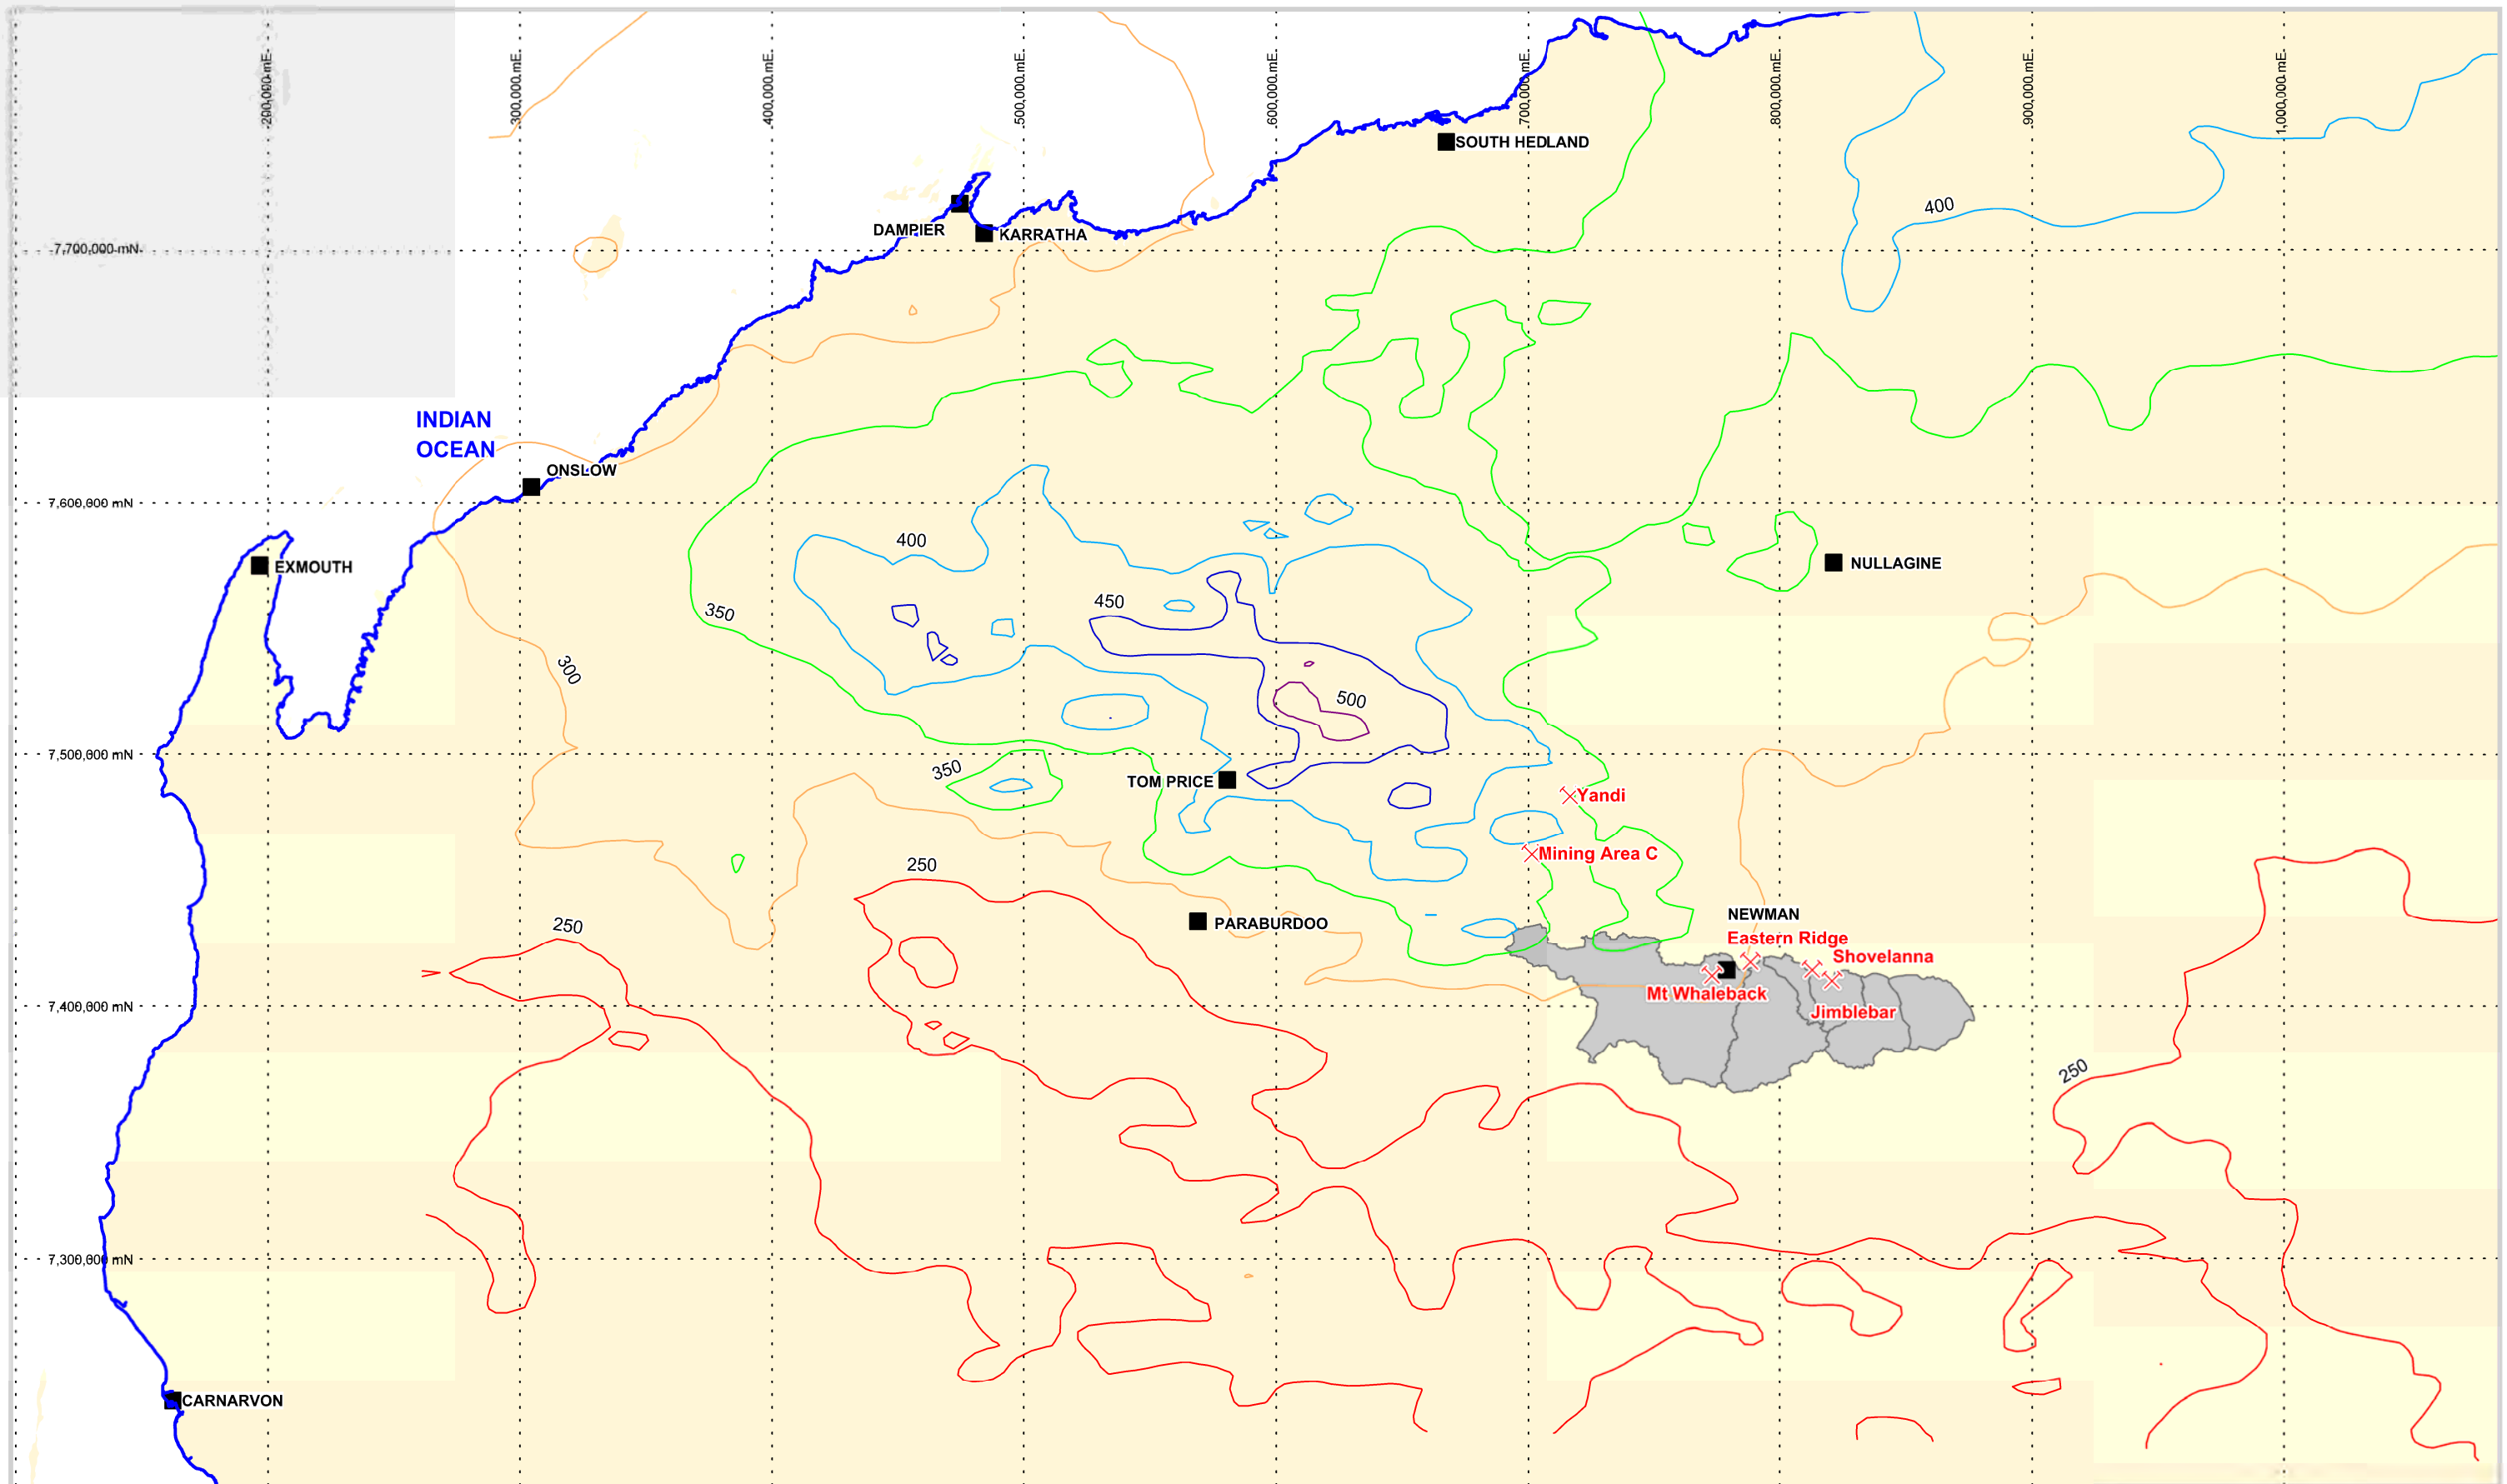 200,000 mE
300,000 mE
400,000 mE
500,000 mE
600,000 mE
700,000 mE
800,000 mE
900,000 mE
1,000,000 mE
SOUTH HEDLAND
DAMPIER
KARRATHA
400
7,700,000 mN
INDIAN
OCEAN
ONSLOW
7,600,000 mN
400
EXMOUTH
NULLAGINE
350
450
300
500
7,500,000 mN
350
TOM PRICE
Yandi
Mining Area C
250
250
PARABURDOO
NEWMAN
Eastern Ridge
Shovelanna
Mt Whaleback
7,400,000 mN
Jimblebar
250
7,300,000 mN
CARNARVON